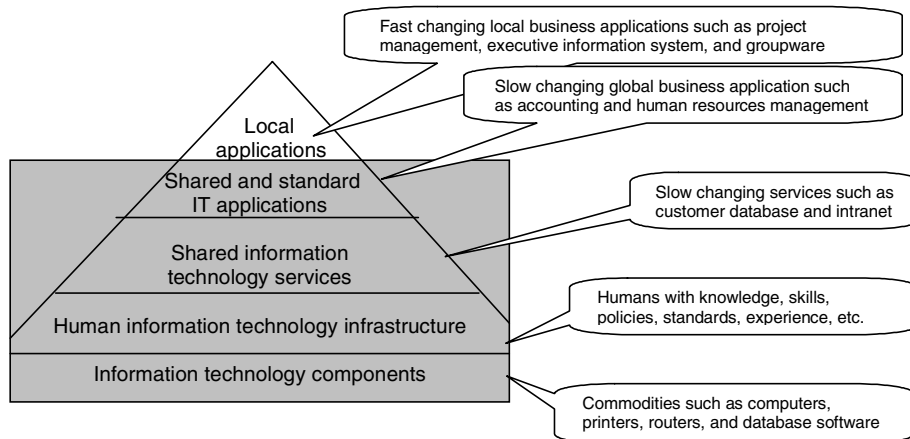 Fast changing local business applications such as project
management, executive information system, and groupware
Slow changing global business application such
as accounting and human resources management
Local
applications
Shared and standard
IT applications
Slow changing services such as
customer database and intranet
Shared information
technology services
Humans with knowledge, skills,
policies, standards, experience, etc.
Human information technology infrastructure
Information technology components
Commodities such as computers,
printers, routers, and database software